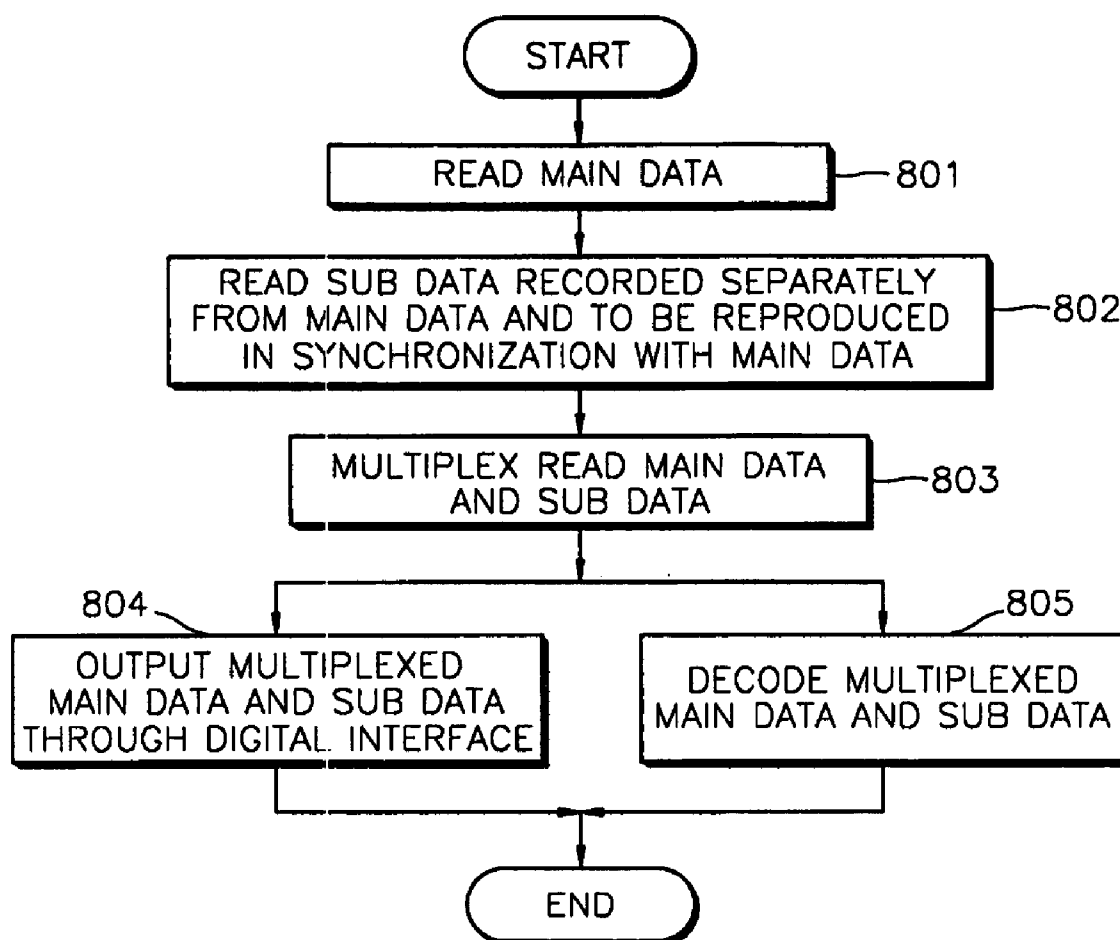 START
READ MAIN DATA
801
READ SUB DATA RECORDED SEPARATELY
FROM MAIN DATA AND TO BE REPRODUCED
IN SYNCHRONIZATION WITH MAIN DATA
802
MULTIPLEX READ MAIN DATA
AND SUB DATA
803
804
OUTPUT MULTIPLEXED
MAIN DATA AND SUB DATA
THROUGH DIGITAL INTERFACE
805
DECODE MULTIPLEXED
MAIN DATA AND SUB DATA
END